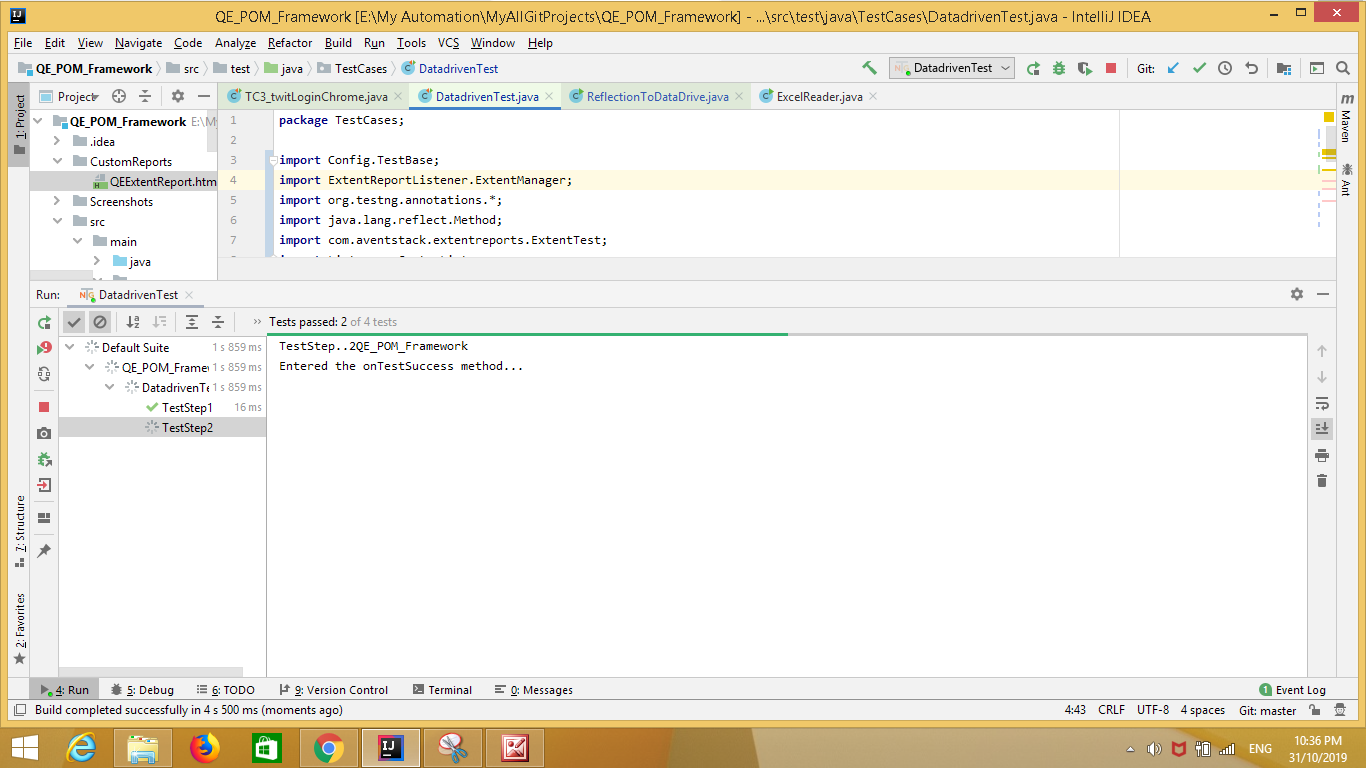 QE_POM_Framework [E:\My Automation\MyAllGitProjects\QE_POM_Framework] - ...\src\test\java\TestCases\DatadrivenTest.java - IntelliJ IDEA
File Edit View Navigate Code Analyze Refactor Build Run Tools VCS Window Help
QE_POM_Framework src test java TestCases DatadrivenTest DatadrivenTest Git:
1: Project
Project
TC3_twitLoginChrome.java DatadrivenTest.java ReflectionToDataDrive.java ExcelReader.java
QE_POM_Framework E:\M
.idea
CustomReports
QEExtentReport.htm
Screenshots
src
main
java
1 package TestCases;
2
3 import Config.TestBase;
4 import ExtentReportListener.ExtentManager;
5 import org.testng.annotations.*;
6 import java.lang.reflect.Method;
7 import com.aventstack.extentreports.ExtentTest;
Maven
Ant
Run: DatadrivenTest
Tests passed: 2 of 4 tests
Default Suite 1 s 859 ms
QE_POM_Frame 1 s 859 ms
DatadrivenTe 1 s 859 ms
TestStep1 16 ms
TestStep2
TestStep..2QE_POM_Framework
Entered the onTestSuccess method...
7: Structure
2: Favorites
4: Run 5: Debug 6: TODO 9: Version Control Terminal 0: Messages 1 Event Log
Build completed successfully in 4 s 500 ms (moments ago) 4:43 CRLF UTF-8 4 spaces Git: master
ENG
10:36 PM
31/10/2019